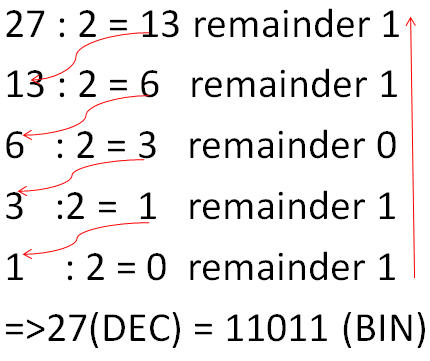 27 : 2 = 13 remainder 1
13 : 2 = 6 remainder 1
6 : 2 = 3 remainder 0
3 :2 = 1 remainder 1
1 : 2 = 0 remainder 1
=>27(DEC) = 11011 (BIN)